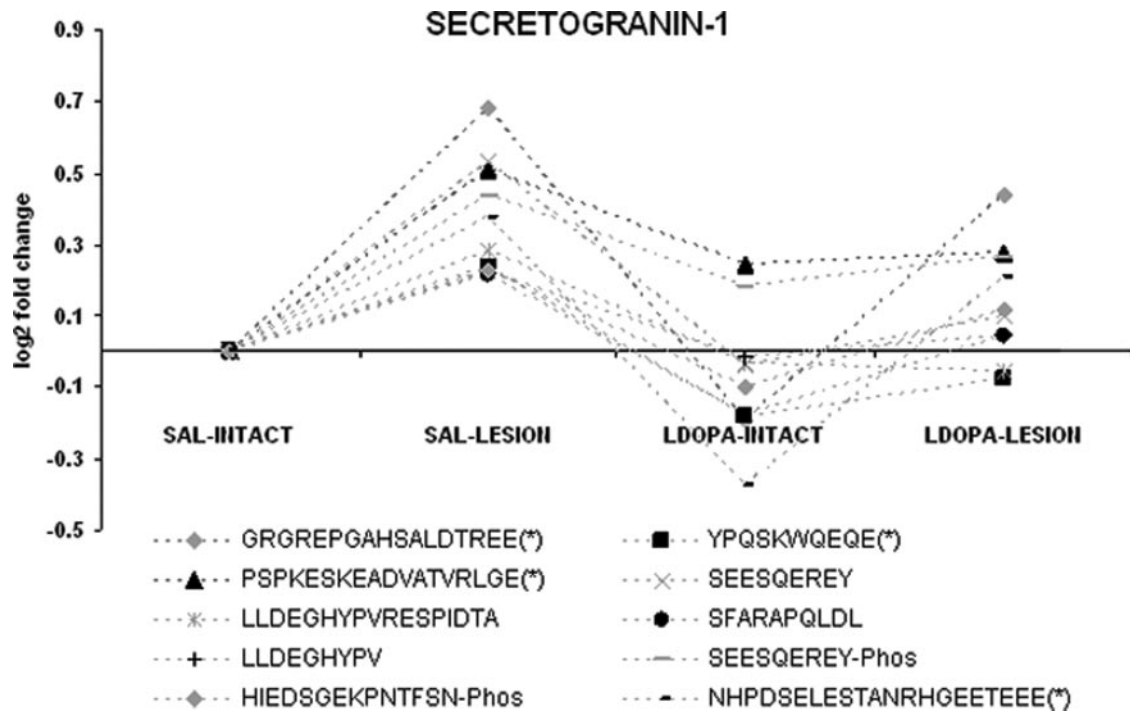 SECRETOGRANIN-1
log2 fold change
0.9
0.7
0.5
0.3
0.1
-0.1
-0.3
-0.5
SAL-INTACT SAL-LESION LDOPA-INTACT LDOPA-LESION
GRGREPGAHSALDTREE(*) YPQSKWQEQE(*)
PSPKESKEADVATVRLGE(*) SEESQEREY
LLDEGHYPVRESPIDTA SFARAPQLDL
LLDEGHYPV SEESQEREY-Phos
HIEDSGEKPNTFSN-Phos NHPDSELESTANRHGEETEEE(*)